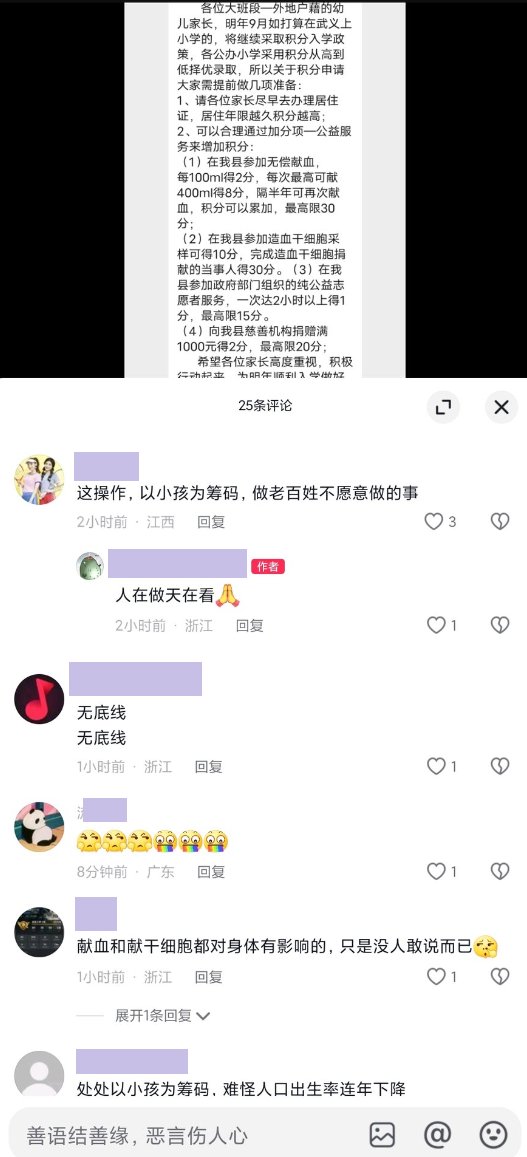 各位大班段一外地户藉的幼
儿家长，明年9月如打算在武义上
小学的，将继续采取积分入学政
策，各公办小学采用积分从高到
低择优录取，所以关于积分申请
大家需提前做几项准备：
1、请各位家长尽早去办理居住
证，居住年限越久积分越高；
2、可以合理通过加分项一公益服
务来增加积分：
（1）在我县参加无偿献血，
每100ml得2分，每次最高可献
400ml得8分，隔半年可再次献
血，积分可以累加，最高限30
分；
（2）在我县参加造血干细胞采
样可得10分，完成造血干细胞捐
献的当事人得30分。（3）在我
县参加政府部门组织的纯公益志
愿者服务，一次达2小时以上得1
分，最高限15分。
（4）向我县慈善机构捐赠满
1000元得2分，最高限20分；
希望各位家长高度重视，积极
行动起来，为明年顺利入学做好
25条评论
这操作，以小孩为筹码，做老百姓不愿意做的事
2小时前 · 江西 回复 3
作者
人在做天在看🙏
2小时前 · 浙江 回复 1
无底线
无底线
1小时前 · 浙江 回复 1
8分钟前 · 广东 回复 1
献血和献干细胞都对身体有影响的，只是没人敢说而已
1小时前 · 浙江 回复 1
展开1条回复
处处以小孩为筹码，难怪人口出生率连年下降
善语结善缘，恶言伤人心